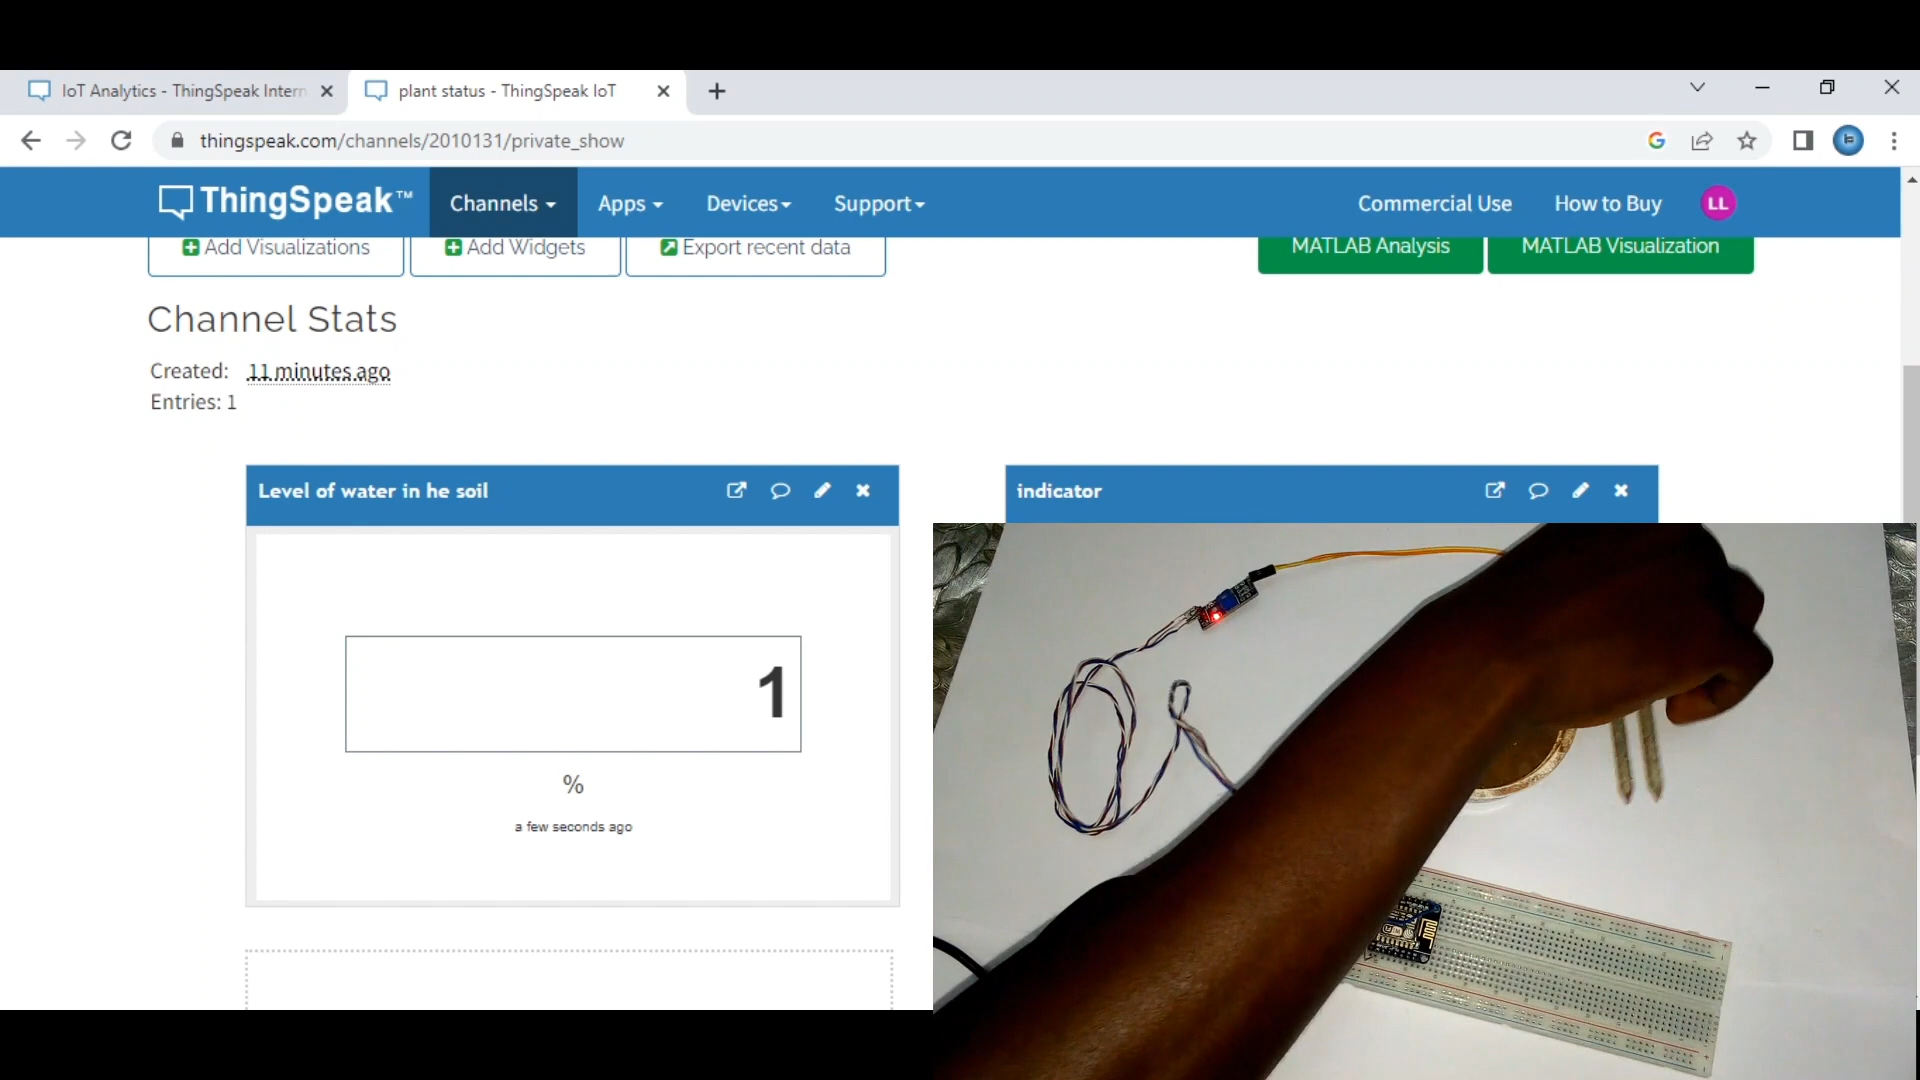 IoT Analytics - ThingSpeak Intern
plant status - ThingSpeak IoT
thingspeak.com/channels/2010131/private_show
ThingSpeak™
Channels
Apps
Devices
Support
Commercial Use
How to Buy
LL
Add Visualizations
Add Widgets
Export recent data
MATLAB Analysis
MATLAB Visualization
Channel Stats
Created: 11 minutes ago
Entries: 1
Level of water in he soil
indicator
1
%
a few seconds ago